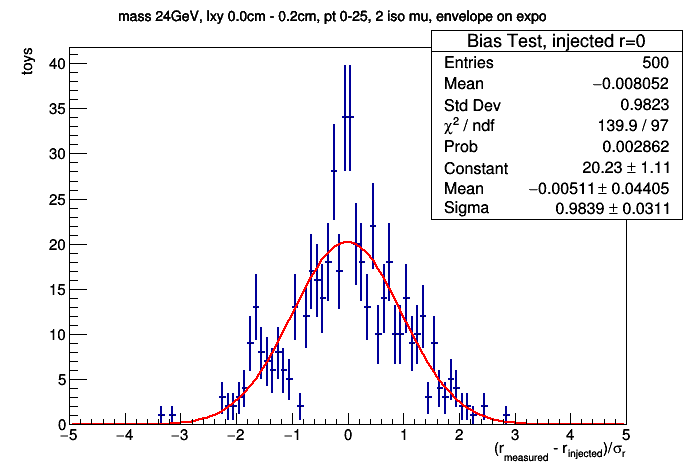 mass 24GeV, lxy 0.0cm - 0.2cm, pt 0-25, 2 iso mu, envelope on expo
Bias Test, injected r=0
Entries 500
Mean −0.008052
Std Dev 0.9823
χ² / ndf 139.9 / 97
Prob 0.002862
Constant 20.23 ± 1.11
Mean −0.00511 ± 0.04405
Sigma 0.9839 ± 0.0311
toys
40
35
30
25
20
15
10
5
0
−5 −4 −3 −2 −1 0 1 2 3 4 5
(r_measured - r_injected)/σ_r